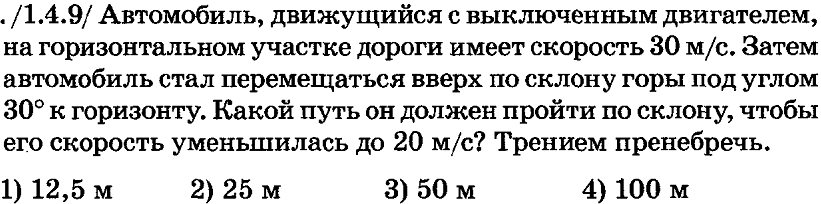 . /1.4.9/ Автомобиль, движущийся с выключенным двигателем,
на горизонтальном участке дороги имеет скорость 30 м/с. Затем
автомобиль стал перемещаться вверх по склону горы под углом
30° к горизонту. Какой путь он должен пройти по склону, чтобы
его скорость уменьшилась до 20 м/с? Трением пренебречь.
1) 12,5 м 2) 25 м 3) 50 м 4) 100 м